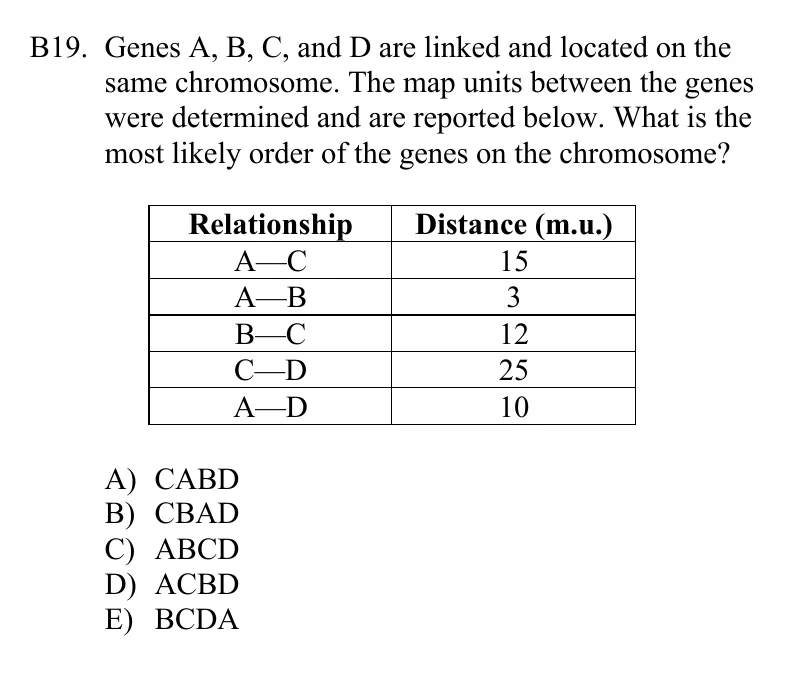 B19. Genes A, B, C, and D are linked and located on the
same chromosome. The map units between the genes
were determined and are reported below. What is the
most likely order of the genes on the chromosome?
Relationship Distance (m.u.)
A—C 15
A—B 3
B—C 12
C—D 25
A—D 10
A) CABD
B) CBAD
C) ABCD
D) ACBD
E) BCDA